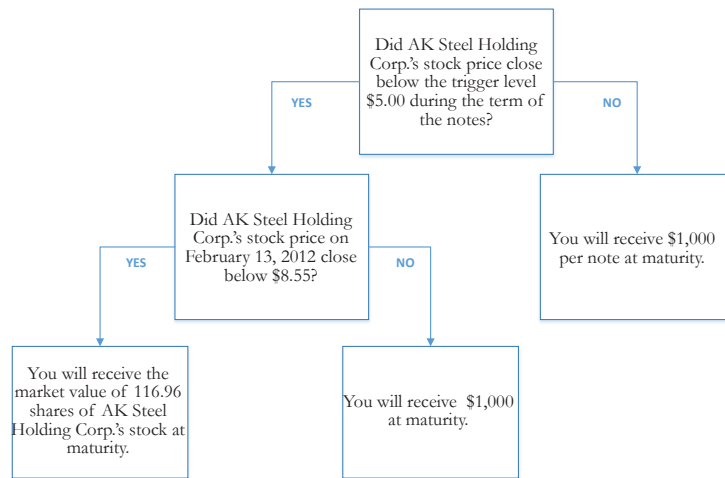 Did AK Steel Holding
Corp.'s stock price close
below the trigger level
$5.00 during the term of
the notes?
YES
NO
Did AK Steel Holding
Corp.'s stock price on
February 13, 2012 close
below $8.55?
You will receive $1,000
per note at maturity.
YES
NO
You will receive the
market value of 116.96
shares of AK Steel
Holding Corp.'s stock at
maturity.
You will receive $1,000
at maturity.